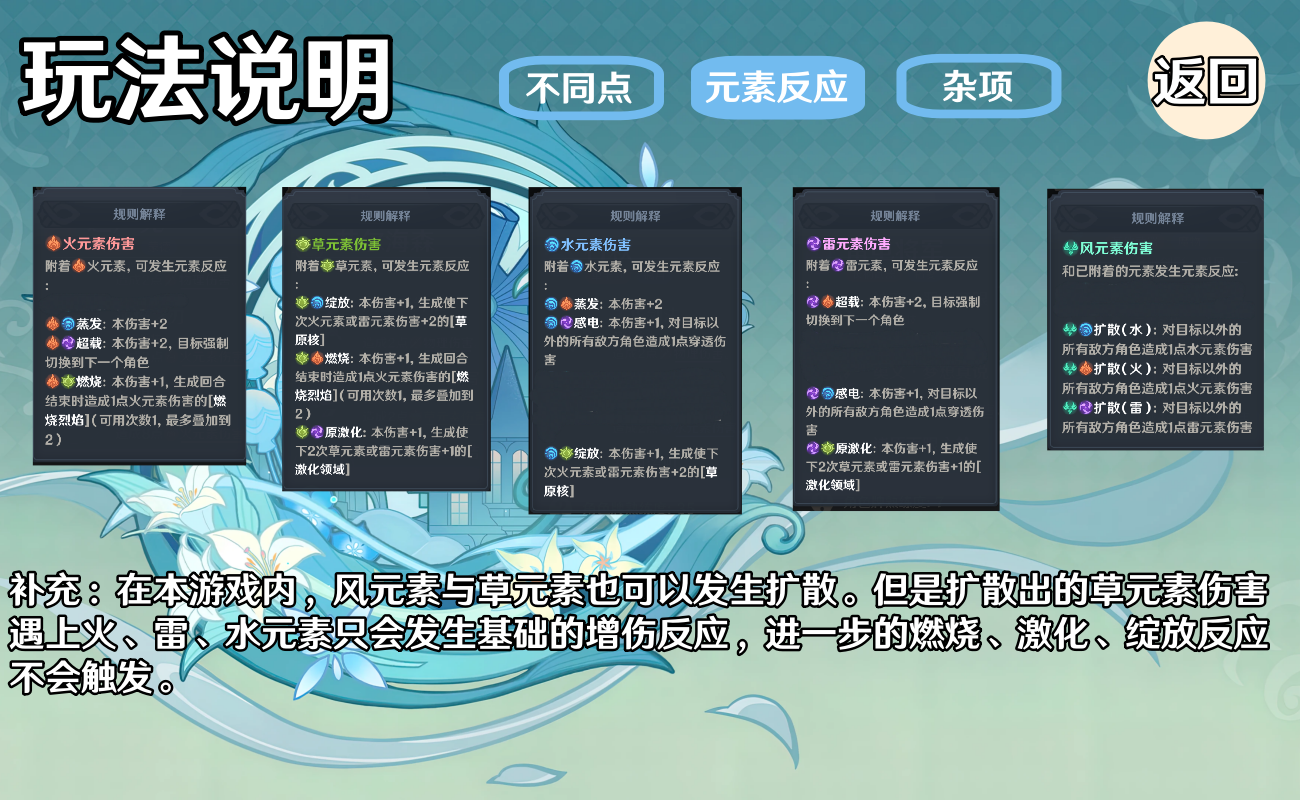 玩法说明
不同点
元素反应
杂项
返回
规则解释
火元素伤害
附着火元素, 可发生元素反应
:
蒸发: 本伤害+2
超载: 本伤害+2, 目标强制
切换到下一个角色
燃烧: 本伤害+1, 生成回合
结束时造成1点火元素伤害的[燃
烧烈焰](可用次数1, 最多叠加到
2)
规则解释
草元素伤害
附着草元素, 可发生元素反应
:
绽放: 本伤害+1, 生成使下
次火元素或雷元素伤害+2的[草
原核]
燃烧: 本伤害+1, 生成回合
结束时造成1点火元素伤害的[燃
烧烈焰](可用次数1, 最多叠加到
2)
原激化: 本伤害+1, 生成使
下2次草元素或雷元素伤害+1的[
激化领域]
规则解释
水元素伤害
附着水元素, 可发生元素反应
:
蒸发: 本伤害+2
感电: 本伤害+1, 对目标以
外的所有敌方角色造成1点穿透伤
害
绽放: 本伤害+1, 生成使下
次火元素或雷元素伤害+2的[草
原核]
规则解释
雷元素伤害
附着雷元素, 可发生元素反应
:
超载: 本伤害+2, 目标强制
切换到下一个角色
感电: 本伤害+1, 对目标以
外的所有敌方角色造成1点穿透伤
害
原激化: 本伤害+1, 生成使
下2次草元素或雷元素伤害+1的[
激化领域]
规则解释
风元素伤害
和已附着的元素发生元素反应:
扩散(水): 对目标以外的
所有敌方角色造成1点水元素伤害
扩散(火): 对目标以外的
所有敌方角色造成1点火元素伤害
扩散(雷): 对目标以外的
所有敌方角色造成1点雷元素伤害
补充：在本游戏内，风元素与草元素也可以发生扩散。但是扩散出的草元素伤害
遇上火、雷、水元素只会发生基础的增伤反应，进一步的燃烧、激化、绽放反应
不会触发。